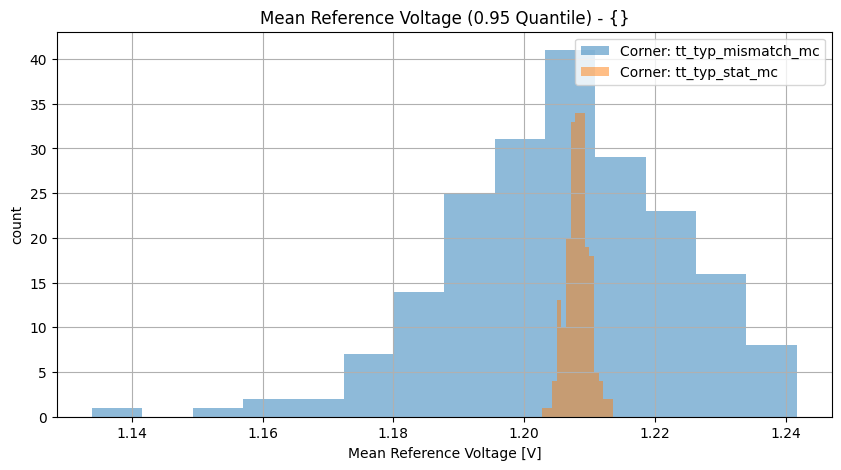 Mean Reference Voltage (0.95 Quantile) - {}
Corner: tt_typ_mismatch_mc
Corner: tt_typ_stat_mc
count
40
35
30
25
20
15
10
5
0
1.14 1.16 1.18 1.20 1.22 1.24
Mean Reference Voltage [V]